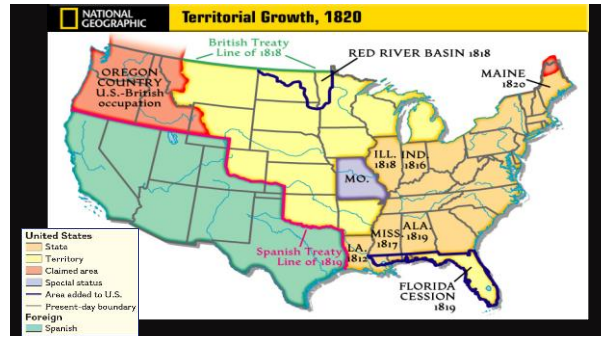 NATIONAL
GEOGRAPHIC
Territorial Growth, 1820
British Treaty
Line of 1818
RED RIVER BASIN 1818
MAINE
1820
OREGON
COUNTRY
U.S.-British
occupation
ILL.
1818
IND.
1816
MO.
MISS.
1817
ALA.
1819
LA.
1812
Spanish Treaty
Line of 1819
FLORIDA
CESSION
1819
United States
State
Territory
Claimed area
Special status
Area added to U.S.
Present-day boundary
Foreign
Spanish